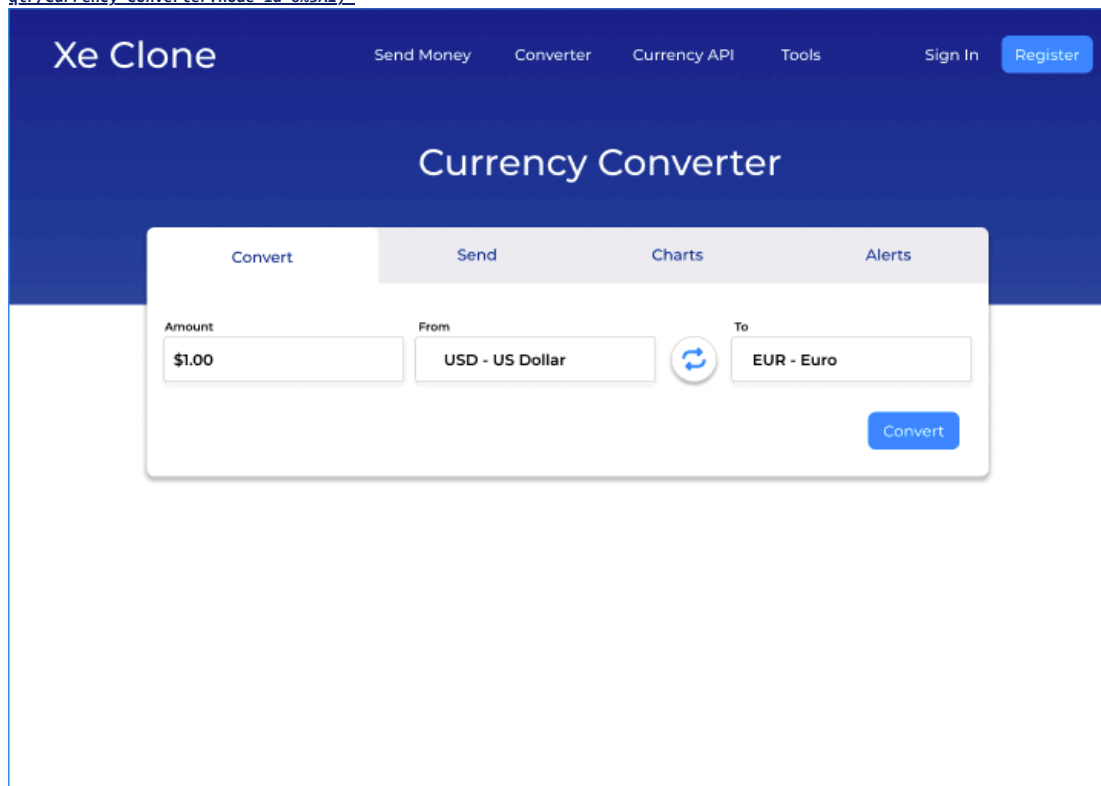 Xe Clone Send Money Converter Currency API Tools Sign In Register
Currency Converter
Convert Send Charts Alerts
Amount From To
$1.00 USD - US Dollar EUR - Euro
Convert